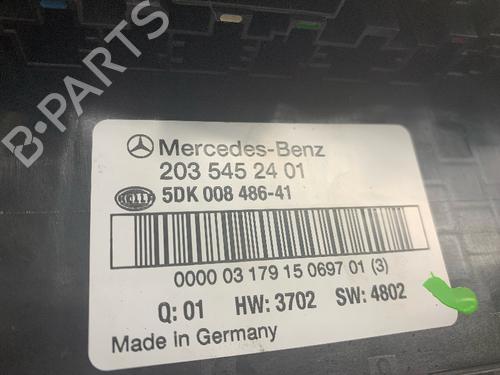 B-PARTS
Mercedes-Benz
203 545 24 01
HELLA
5DK 008 486-41
0000 03 179 15 0697 01 (3)
Q: 01 HW: 3702 SW: 4802
Made in Germany